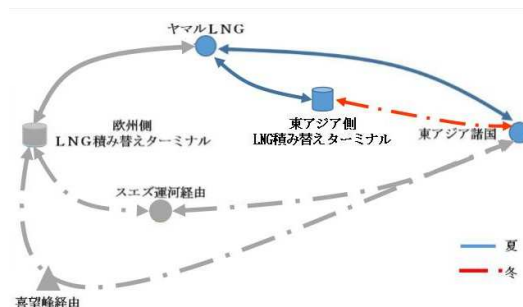 ヤマルLNG
欧州側
LNG積み替えターミナル
東アジア側
LNG積み替えターミナル
東アジア諸国
スエズ運河経由
喜望峰経由
夏
冬